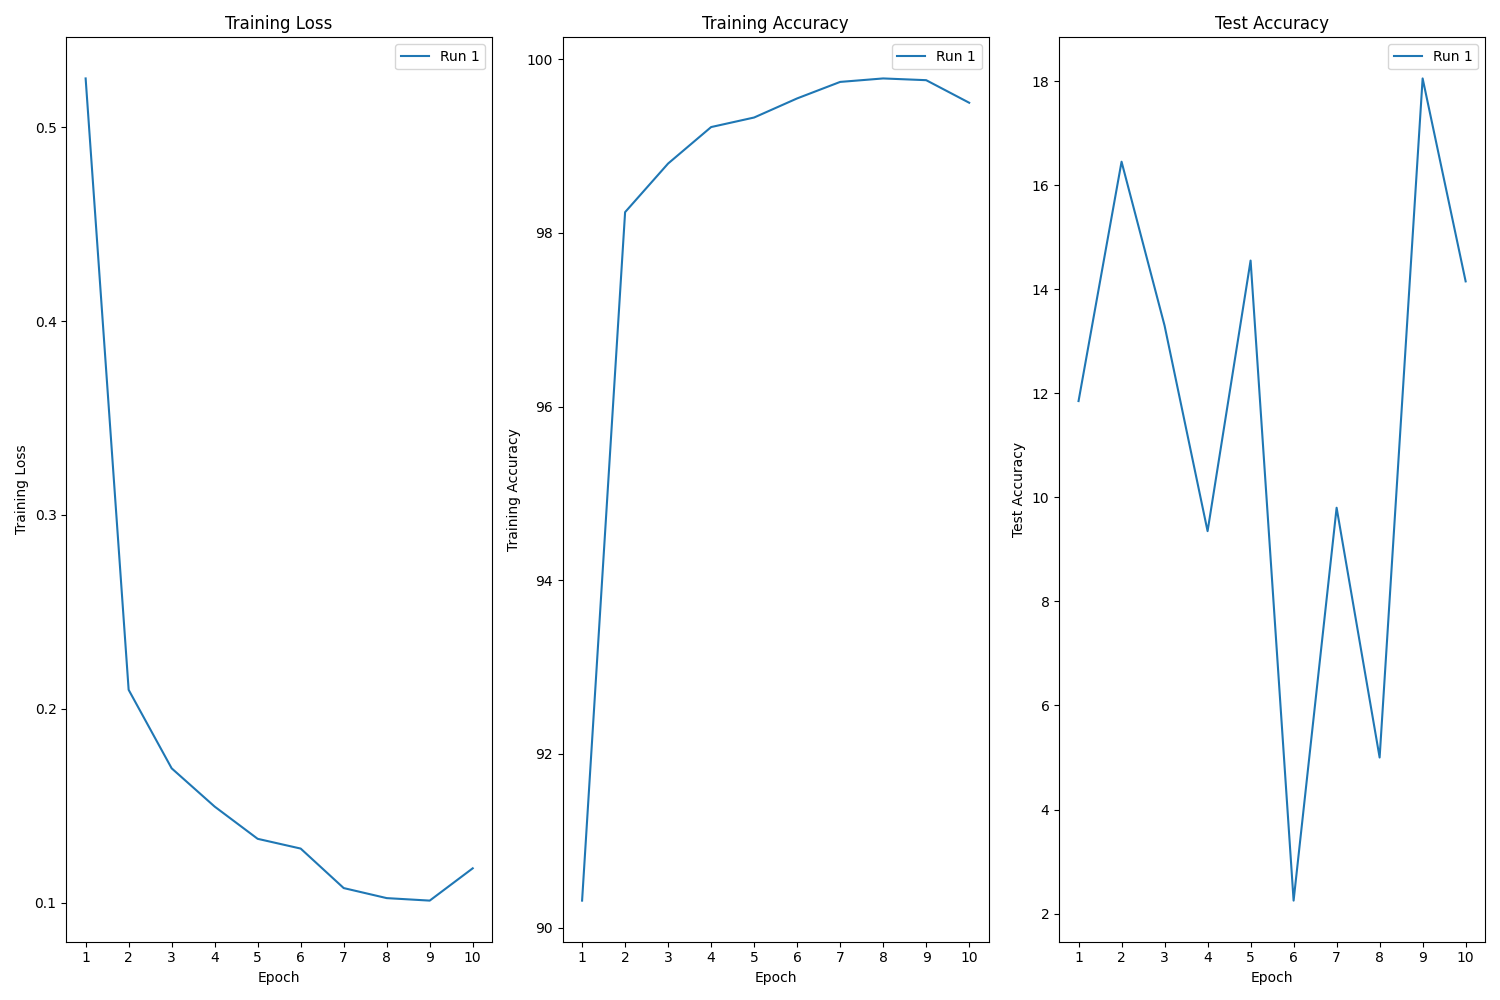 Training Loss
Run 1
0.5
0.4
0.3
0.2
0.1
Training Loss
1 2 3 4 5 6 7 8 9 10
Epoch
Training Accuracy
Run 1
100
98
96
94
92
90
Training Accuracy
1 2 3 4 5 6 7 8 9 10
Epoch
Test Accuracy
Run 1
18
16
14
12
10
8
6
4
2
Test Accuracy
1 2 3 4 5 6 7 8 9 10
Epoch